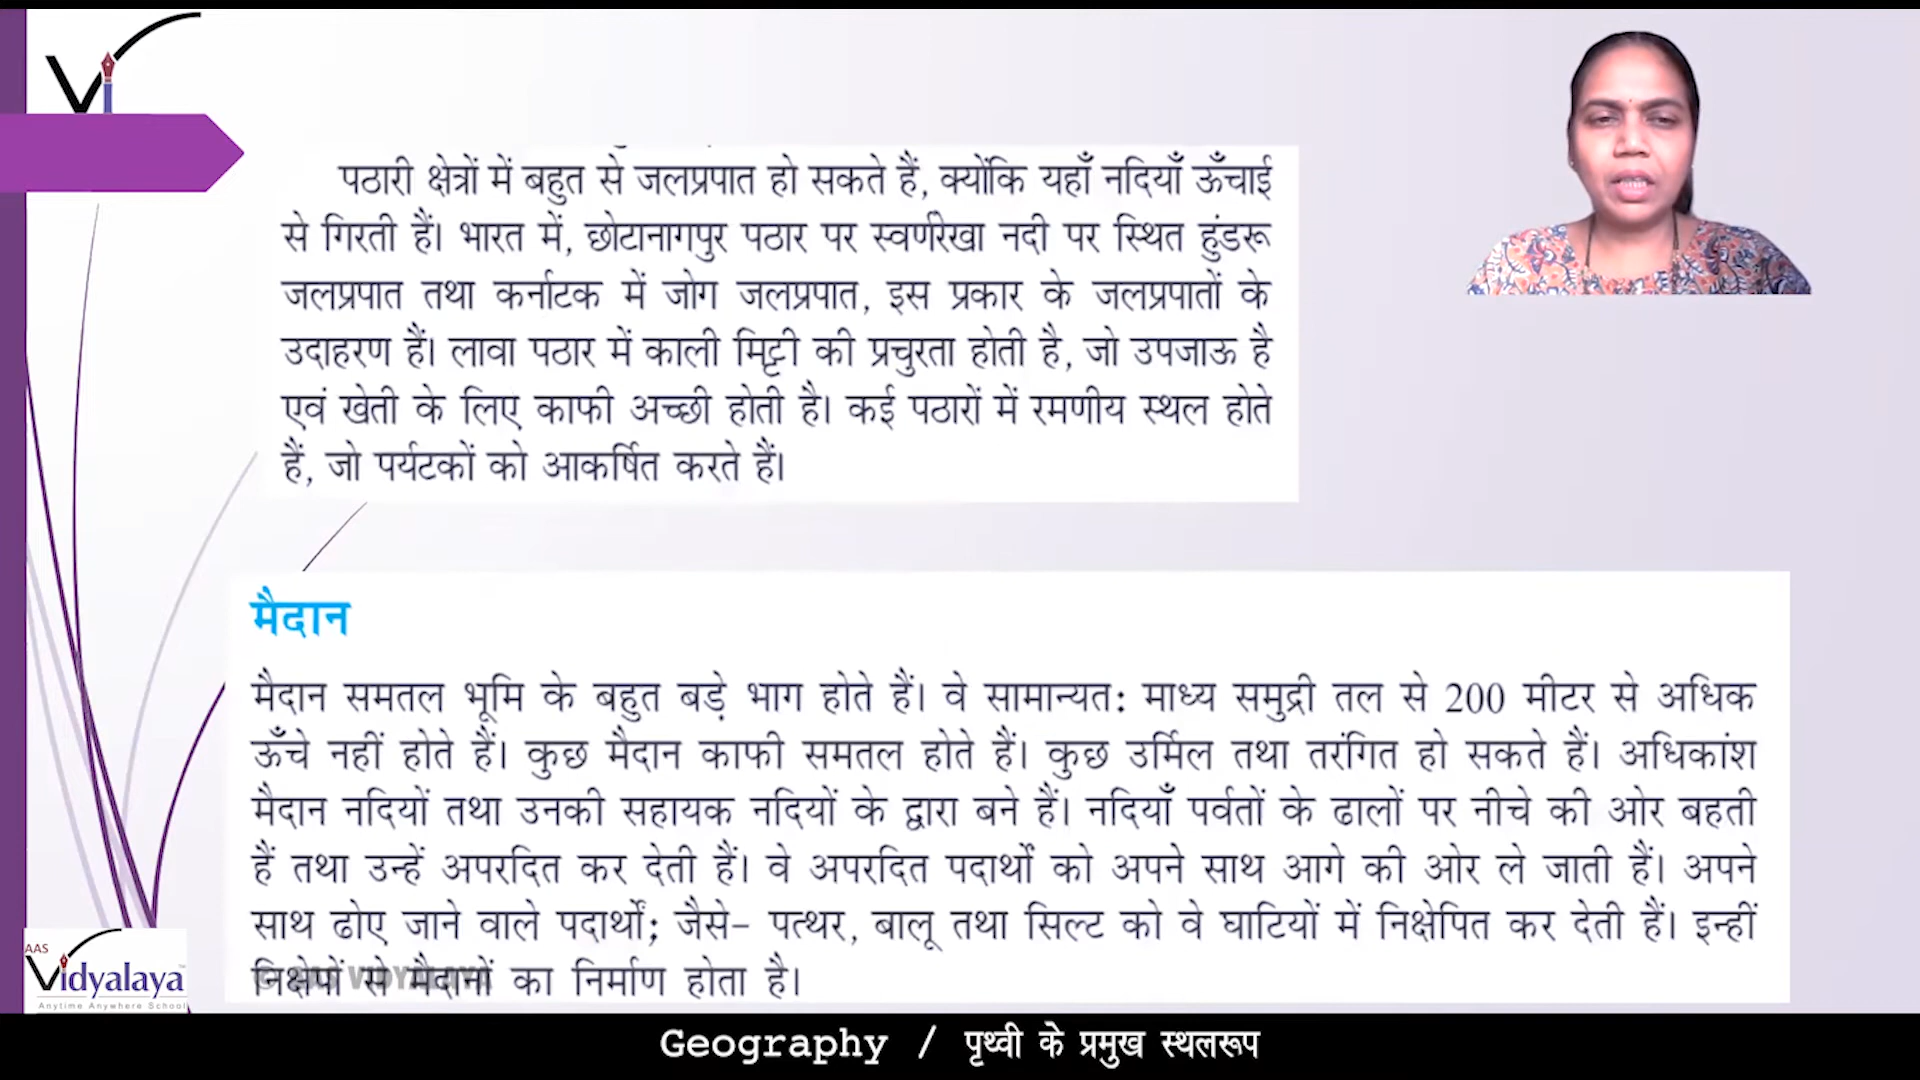 पठारी क्षेत्रों में बहुत से जलप्रपात हो सकते हैं, क्योंकि यहाँ नदियाँ ऊँचाई
से गिरती हैं। भारत में, छोटानागपुर पठार पर स्वर्णरेखा नदी पर स्थित हुंडरू
जलप्रपात तथा कर्नाटक में जोग जलप्रपात, इस प्रकार के जलप्रपातों के
उदाहरण हैं। लावा पठार में काली मिट्टी की प्रचुरता होती है, जो उपजाऊ है
एवं खेती के लिए काफी अच्छी होती है। कई पठारों में रमणीय स्थल होते
हैं, जो पर्यटकों को आकर्षित करते हैं।
मैदान
मैदान समतल भूमि के बहुत बड़े भाग होते हैं। वे सामान्यत: माध्य समुद्री तल से 200 मीटर से अधिक
ऊँचे नहीं होते हैं। कुछ मैदान काफी समतल होते हैं। कुछ उर्मिल तथा तरंगित हो सकते हैं। अधिकांश
मैदान नदियों तथा उनकी सहायक नदियों के द्वारा बने हैं। नदियाँ पर्वतों के ढालों पर नीचे की ओर बहती
हैं तथा उन्हें अपरदित कर देती हैं। वे अपरदित पदार्थों को अपने साथ आगे की ओर ले जाती हैं। अपने
साथ ढोए जाने वाले पदार्थों; जैसे- पत्थर, बालू तथा सिल्ट को वे घाटियों में निक्षेपित कर देती हैं। इन्हीं
निक्षेपों से मैदानों का निर्माण होता है।
© AAS VIDYALAYA
AAS
Vidyalaya
Anytime Anywhere School
Geography / पृथ्वी के प्रमुख स्थलरूप